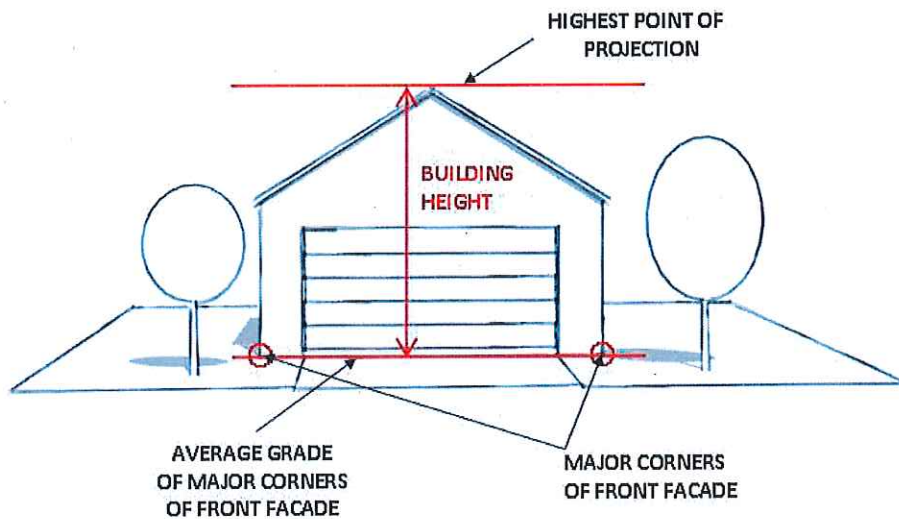 HIGHEST POINT OF
PROJECTION
BUILDING
HEIGHT
AVERAGE GRADE
OF MAJOR CORNERS
OF FRONT FACADE
MAJOR CORNERS
OF FRONT FACADE